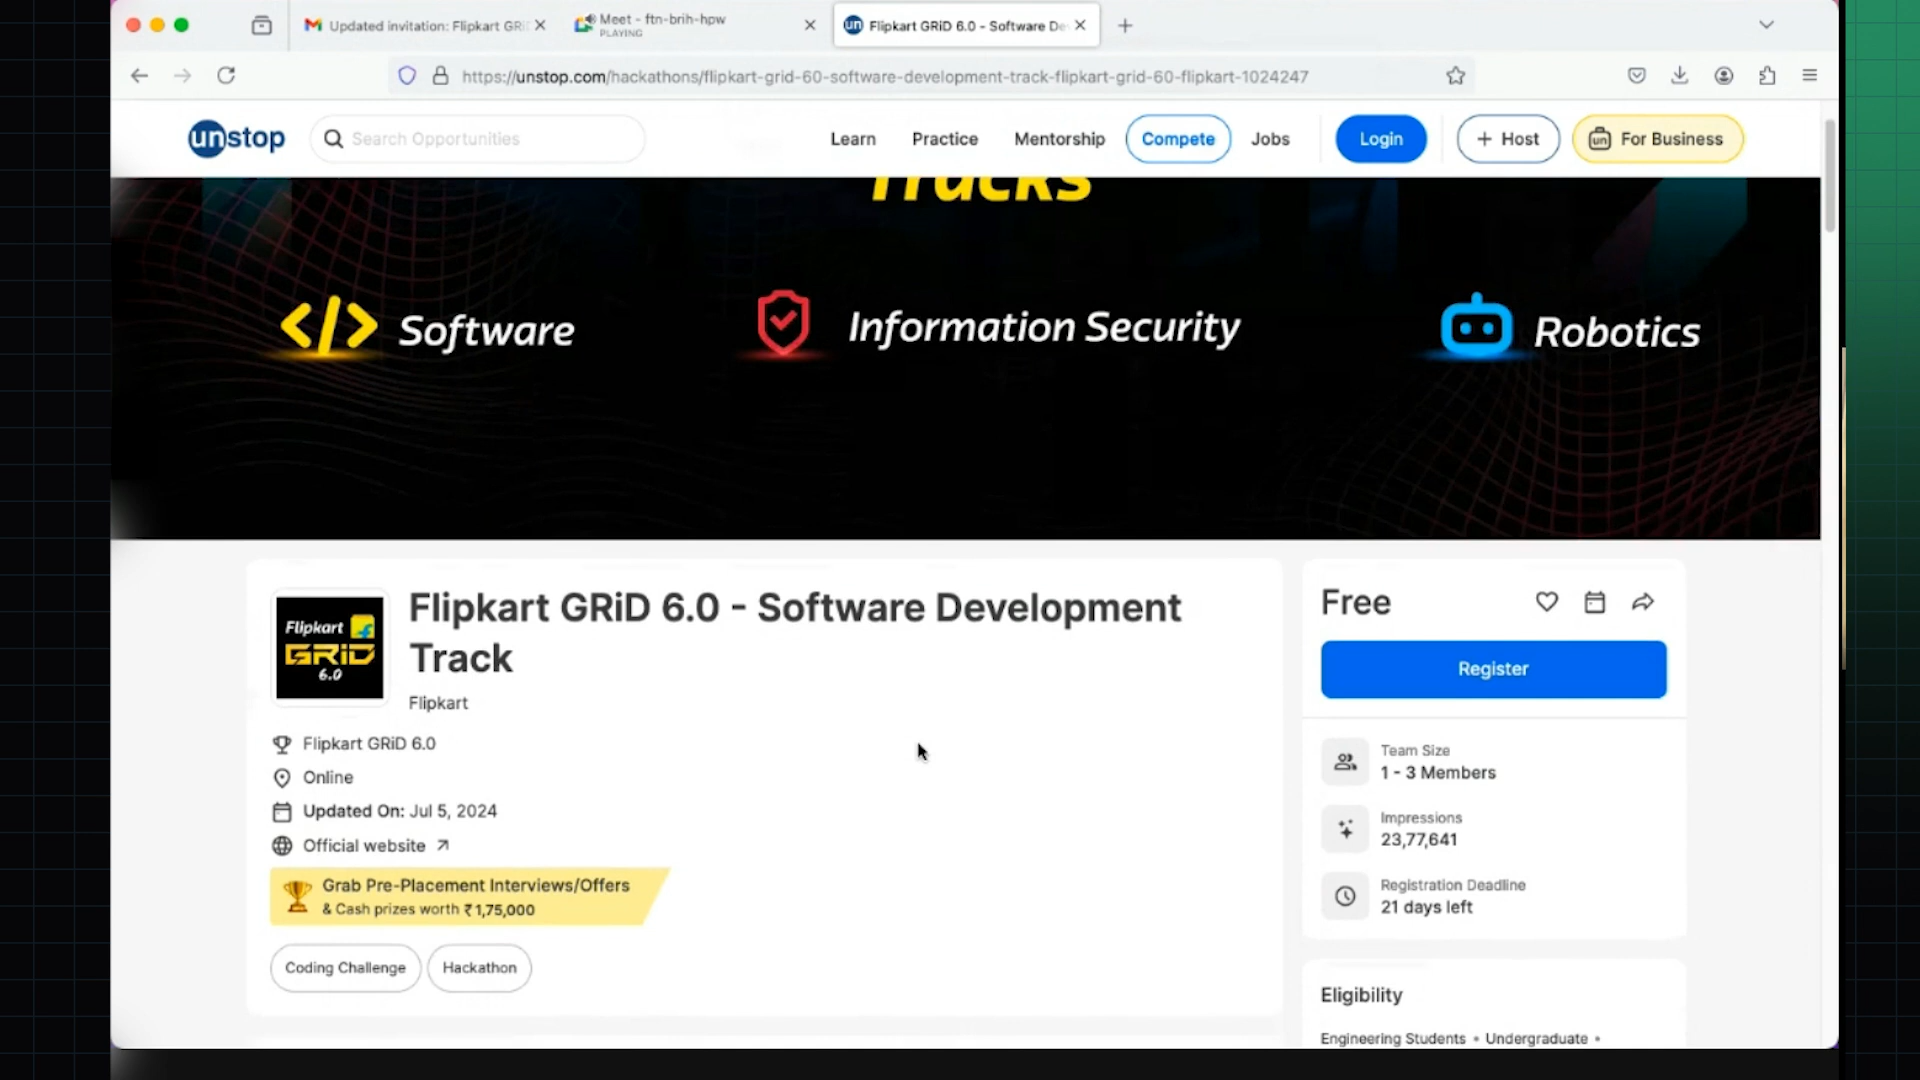 Updated invitation: Flipkart GRi
Meet - ftn-brih-hpw
PLAYING
un
Flipkart GRiD 6.0 - Software De
https://unstop.com/hackathons/flipkart-grid-60-software-development-track-flipkart-grid-60-flipkart-1024247
unstop
Search Opportunities
Learn
Practice
Mentorship
Compete
Jobs
Login
+ Host
un
For Business
Tracks
</> Software
Information Security
Robotics
Flipkart
GRiD
6.0
Flipkart GRiD 6.0 - Software Development
Track
Flipkart
Flipkart GRiD 6.0
Online
Updated On: Jul 5, 2024
Official website
Grab Pre-Placement Interviews/Offers
& Cash prizes worth ₹1,75,000
Coding Challenge
Hackathon
Free
Register
Team Size
1 - 3 Members
Impressions
23,77,641
Registration Deadline
21 days left
Eligibility
Engineering Students • Undergraduate •